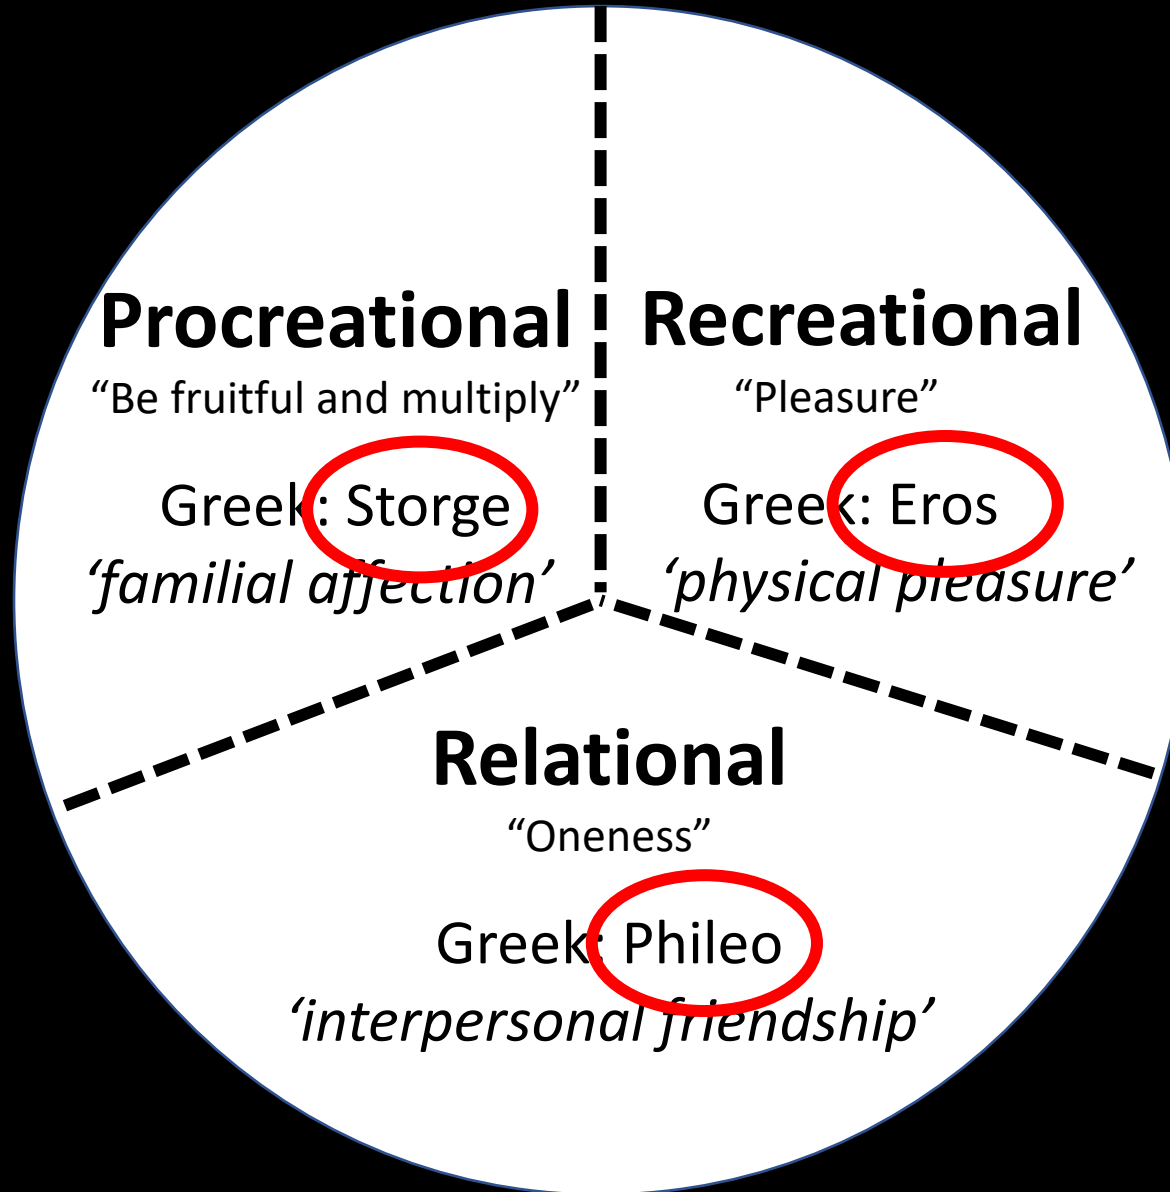 Procreational
“Be fruitful and multiply”
Greek: Storge
‘familial affection’
Recreational
“Pleasure”
Greek: Eros
‘physical pleasure’
Relational
“Oneness”
Greek: Phileo
‘interpersonal friendship’